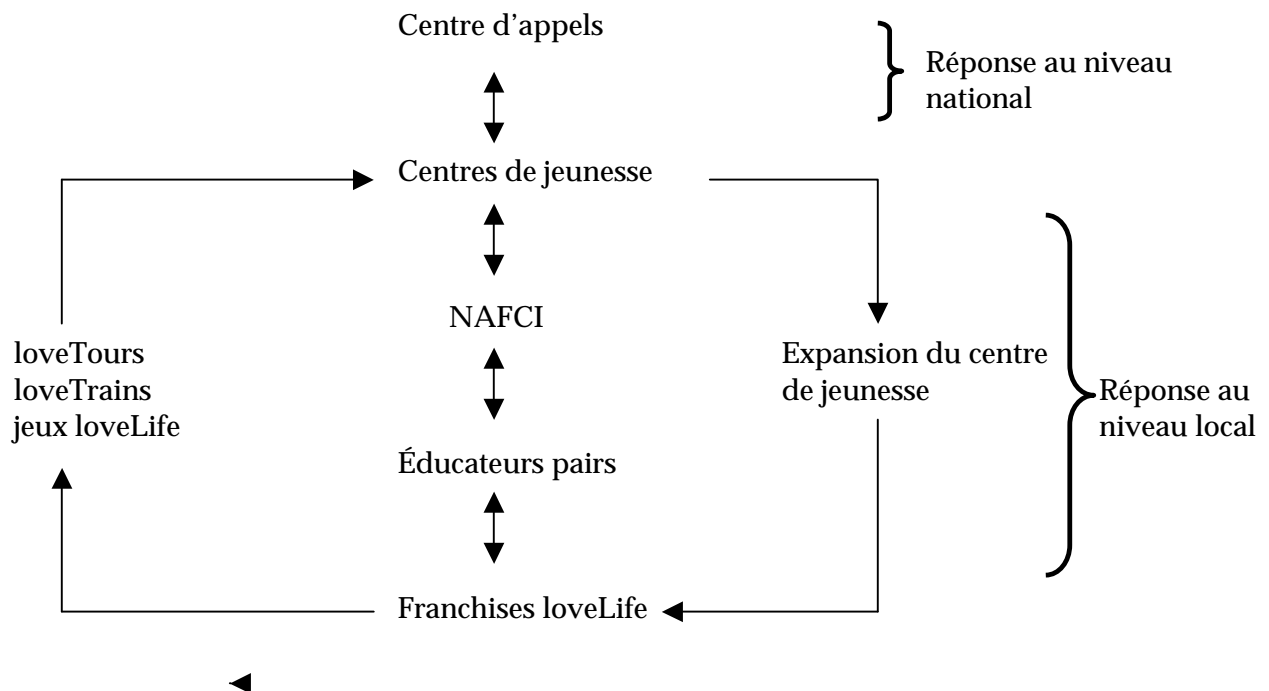 Centre d'appels
Réponse au niveau
national
Centres de jeunesse
NAFCI
loveTours
loveTrains
jeux loveLife
Expansion du centre
de jeunesse
Réponse au
niveau local
Éducateurs pairs
Franchises loveLife